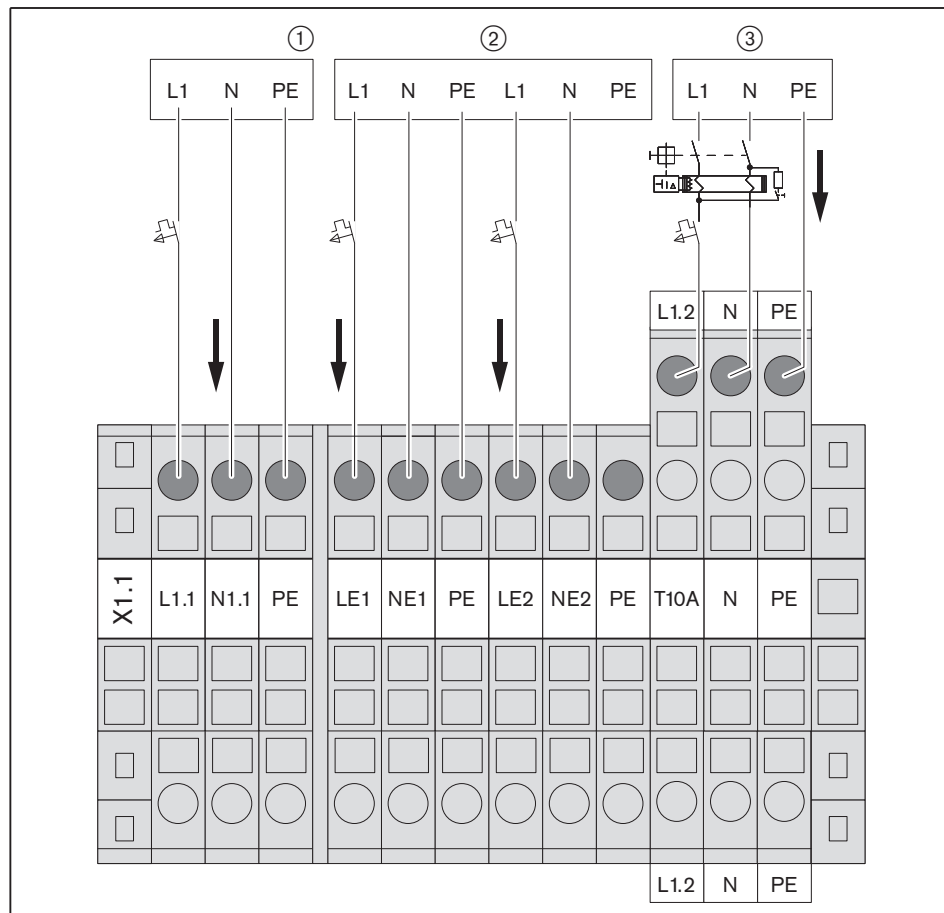 ① ② ③
L1 N PE L1 N PE L1 N PE L1 N PE
L1.2 N PE
X1.1 L1.1 N1.1 PE LE1 NE1 PE LE2 NE2 PE T10A N PE
L1.2 N PE